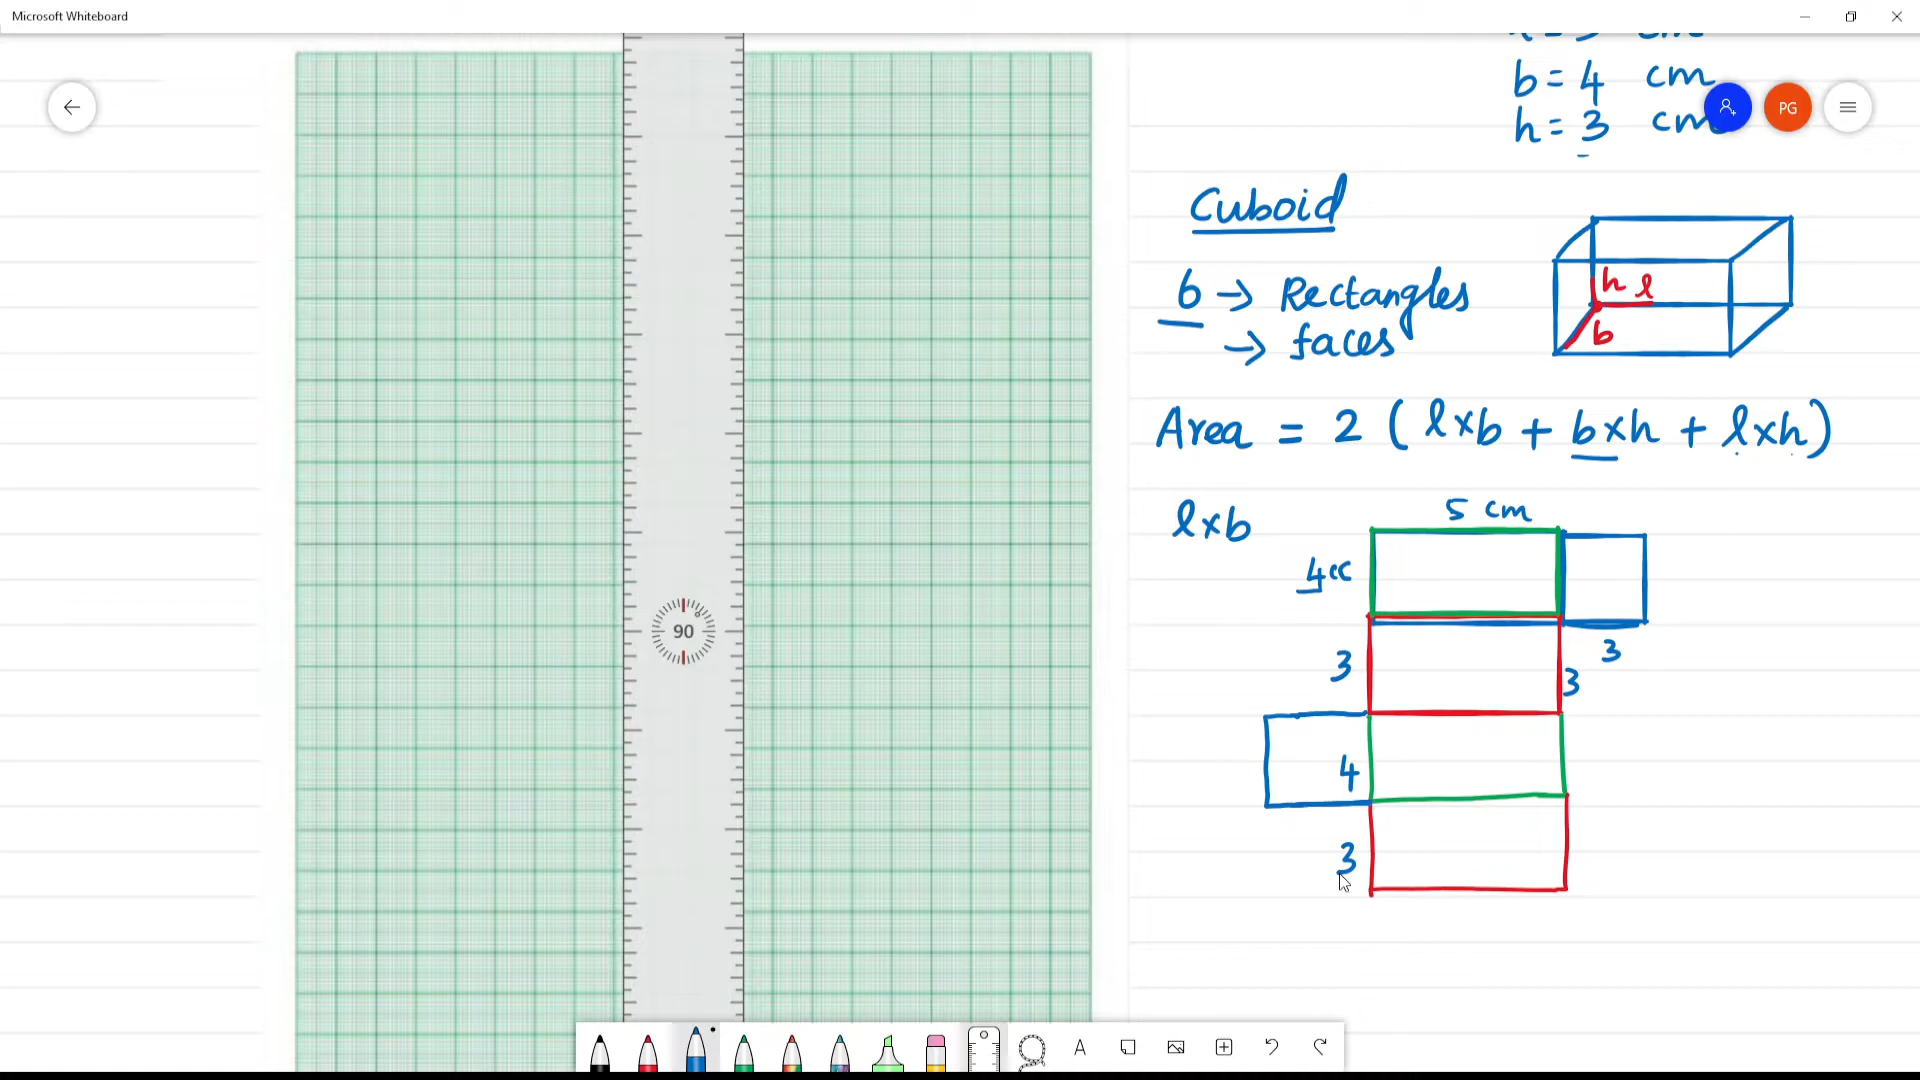 Microsoft Whiteboard
b = 4 cm
h = 3 cm
PG
Cuboid
6 → Rectangles
→ faces
h l
b
Area = 2 ( l×b + b×h + l×h )
l×b
5 cm
4
3
3
3
4
3
90
A